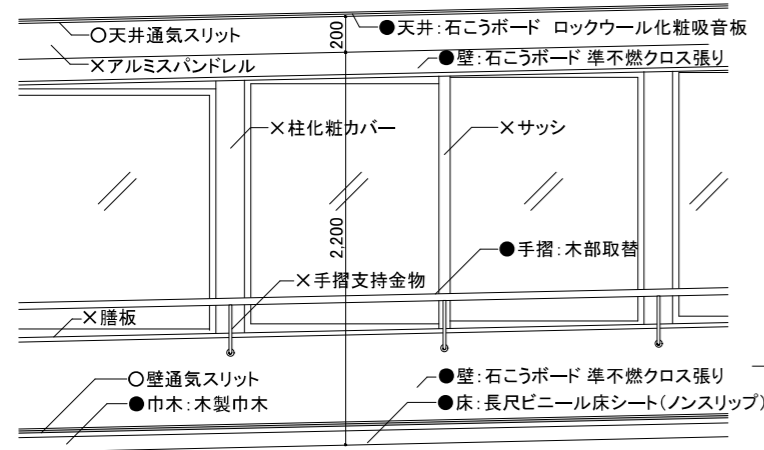 ○天井通気スリット
200
●天井:石こうボード ロックウール化粧吸音板
×アルミスパンドレル
●壁:石こうボード 準不燃クロス張り
×柱化粧カバー
×サッシ
2,200
●手摺:木部取替
×手摺支持金物
×膳板
○壁通気スリット
●壁:石こうボード 準不燃クロス張り
●巾木:木製巾木
●床:長尺ビニール床シート(ノンスリップ)